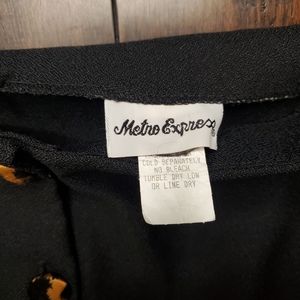 Metro Express
COLD SEPARATELY
NO BLEACH
TUMBLE DRY LOW
OR LINE DRY